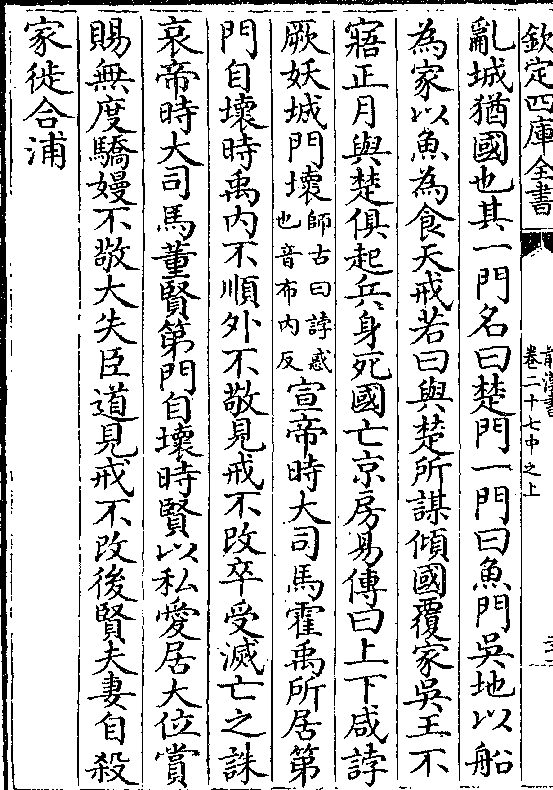 欽定四庫全書
前漢書
卷二十七中之上
亂城猶國也其一門名曰楚門一門曰魚門吳地以船
為家以魚為食天戒若曰與楚所謀傾國覆家吳王不
寤正月與楚俱起兵身死國亡京房易傳曰上下咸誖
厥妖城門壞師古曰誖惑也音布内反宣帝時大司馬霍禹所居第
門自壞時禹内不順外不敬見戒不改卒受滅亡之誅
哀帝時大司馬董賢第門自壞時賢以私愛居大位賞
賜無度驕嫚不敬大失臣道見戒不改後賢夫妻自殺
家徙合浦